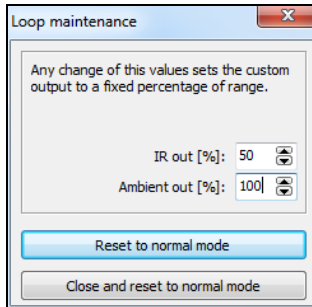 Loop maintenance
Any change of this values sets the custom
output to a fixed percentage of range.
IR out [%]: 50
Ambient out [%]: 100
Reset to normal mode
Close and reset to normal mode